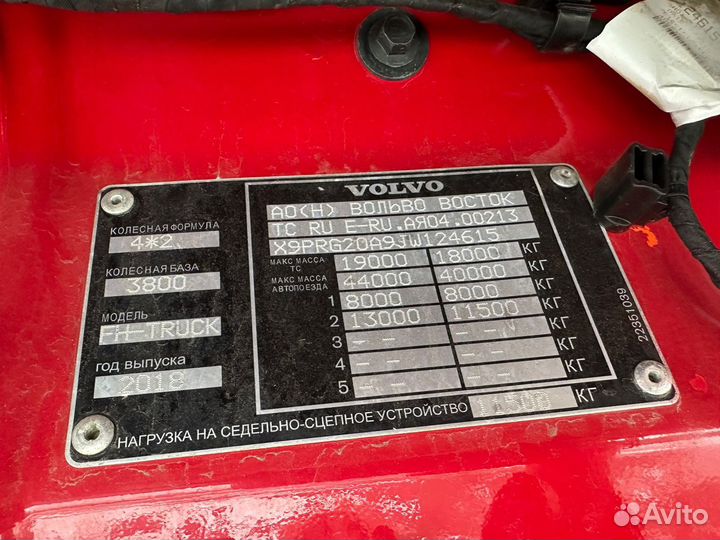 КОЛЕСНАЯ ФОРМУЛА
4*2
КОЛЕСНАЯ БАЗА
3800
МОДЕЛЬ
FH-TRUCK
ГОД ВЫПУСКА
2018
VOLVO
АО(Н) ВОЛЬВО ВОСТОК
ТС RU E-RU.АЯ04.00213
X9PRG20A9JW124615
МАКС МАССА ТС 19000 18000 КГ
МАКС МАССА АВТОПОЕЗДА 44000 40000 КГ
1 8000 8000 КГ
2 13000 11500 КГ
3 -- -- КГ
4 -- -- КГ
5 -- -- КГ
НАГРУЗКА НА СЕДЕЛЬНО-СЦЕПНОЕ УСТРОЙСТВО 11500 КГ
22351039
Avito